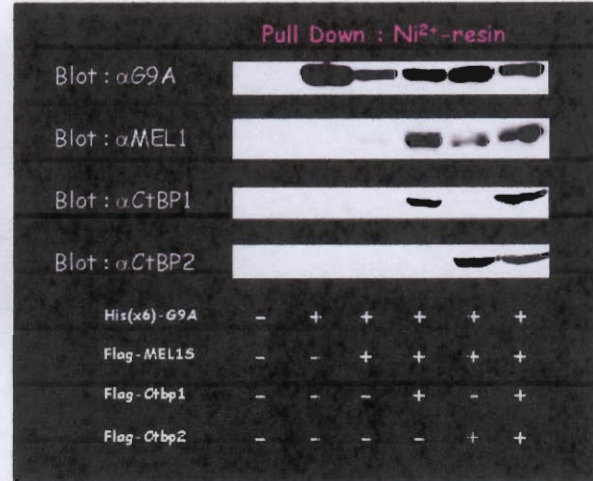 Pull Down : Ni²⁺-resin
Blot : αG9A
Blot : αMEL1
Blot : αCtBP1
Blot : αCtBP2
His(x6)-G9A - + + + + +
Flag-MEL1S - - + + + +
Flag-Ctbp1 - - - + - +
Flag-Ctbp2 - - - - + +